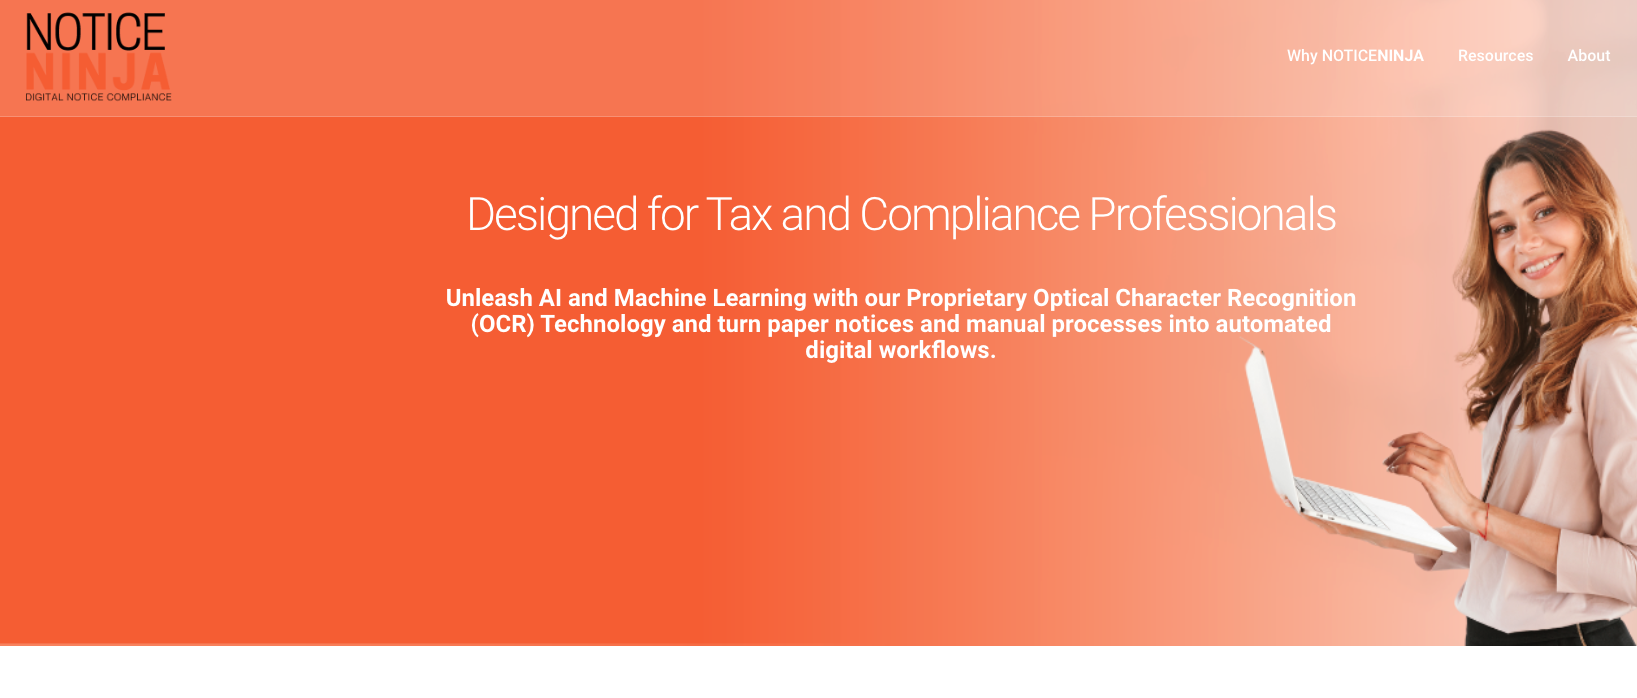 NOTICE
NINJA
DIGITAL NOTICE COMPLIANCE
Why NOTICENINJA
Resources
About
Designed for Tax and Compliance Professionals
Unleash AI and Machine Learning with our Proprietary Optical Character Recognition
(OCR) Technology and turn paper notices and manual processes into automated
digital workflows.